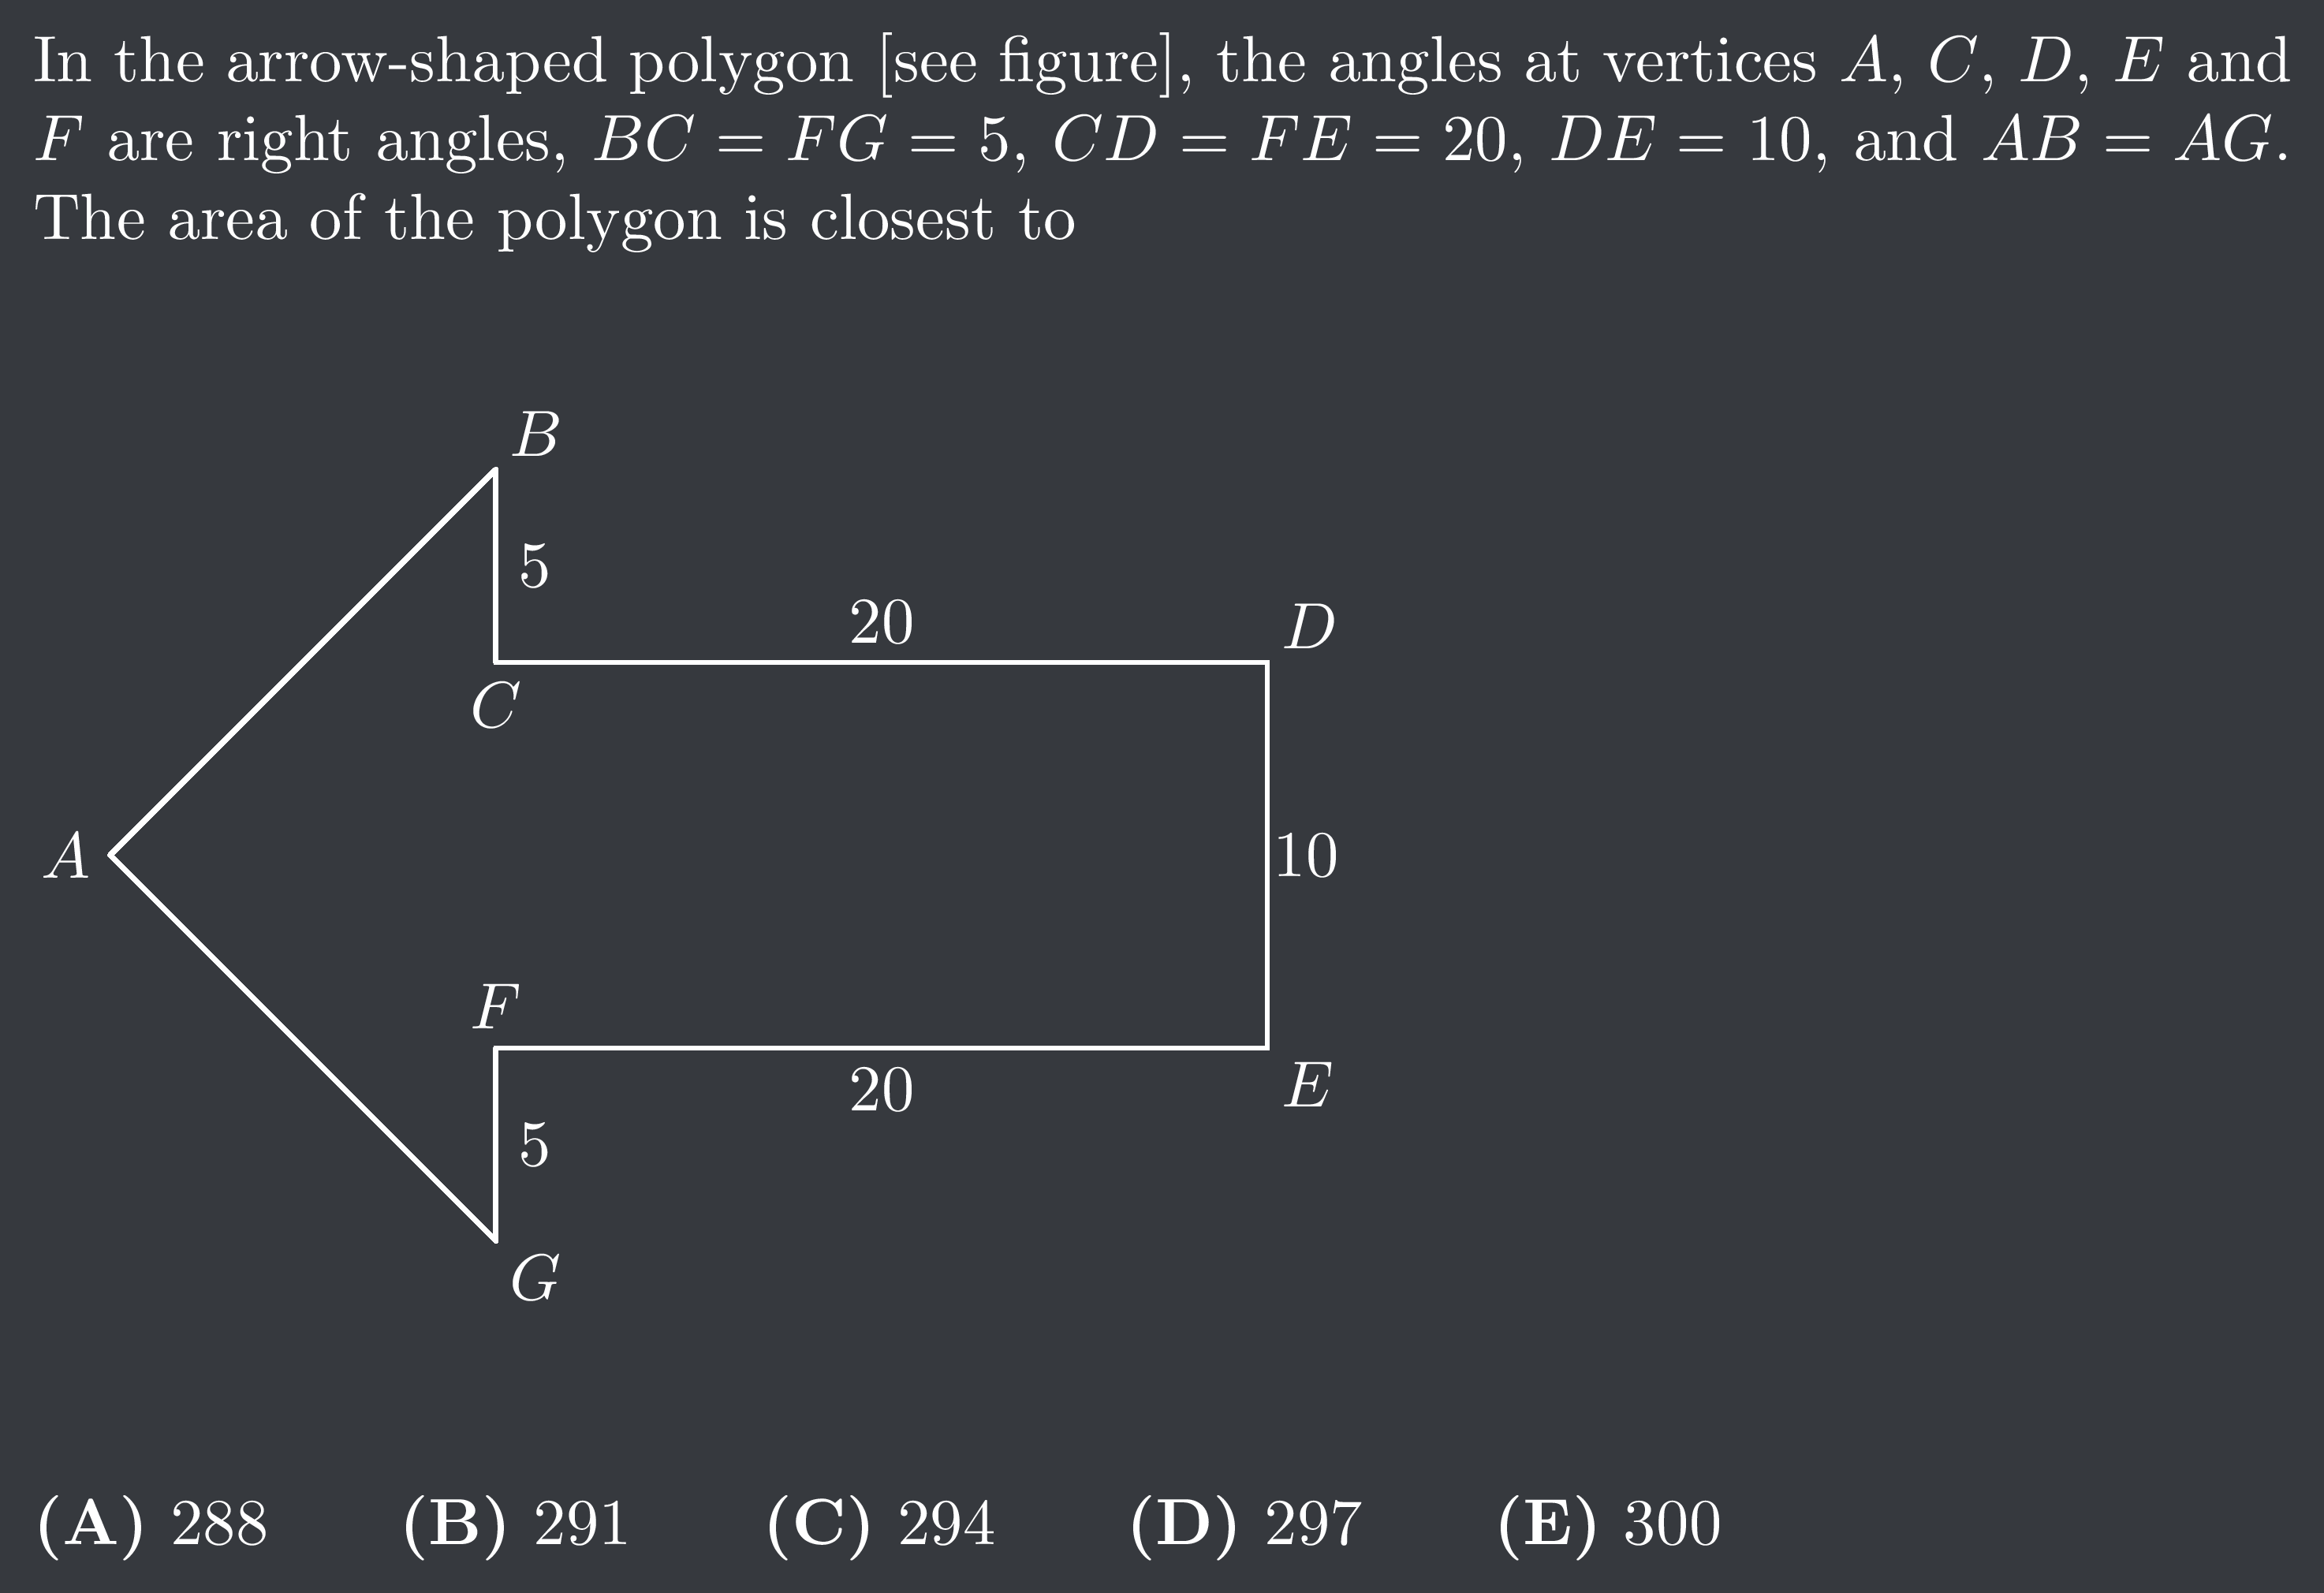 In the arrow-shaped polygon [see figure], the angles at vertices A, C, D, E and
F are right angles, BC = FG = 5, CD = FE = 20, DE = 10, and AB = AG.
The area of the polygon is closest to
B
5
20
D
C
A
10
F
20
E
5
G
(A) 288 (B) 291 (C) 294 (D) 297 (E) 300